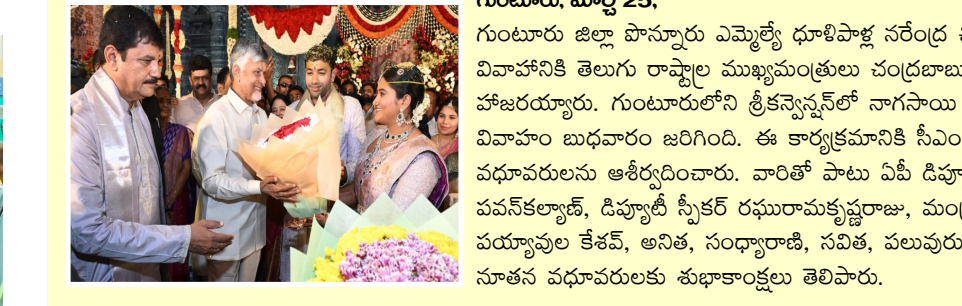 గుంటూరు, మార్చి 25,
గుంటూరు జిల్లా పొన్నూరు ఎమ్మెల్యే ధూళిపాళ్ల నరేంద్ర
వివాహానికి తెలుగు రాష్ట్రాల ముఖ్యమంత్రులు చంద్రబాబు
హాజరయ్యారు. గుంటూరులోని శ్రీకన్వెన్షన్‌లో నాగసాయి
వివాహం బుధవారం జరిగింది. ఈ కార్యక్రమానికి సీఎం
వధూవరులను ఆశీర్వదించారు. వారితో పాటు ఏపీ డిప్యూ
పవన్‌కల్యాణ్, డిప్యూటీ స్పీకర్ రఘురామకృష్ణరాజు,
పయ్యావుల కేశవ్, అనిత, సంధ్యారాణి, సవిత, పలువురు
నూతన వధూవరులకు శుభాకాంక్షలు తెలిపారు.